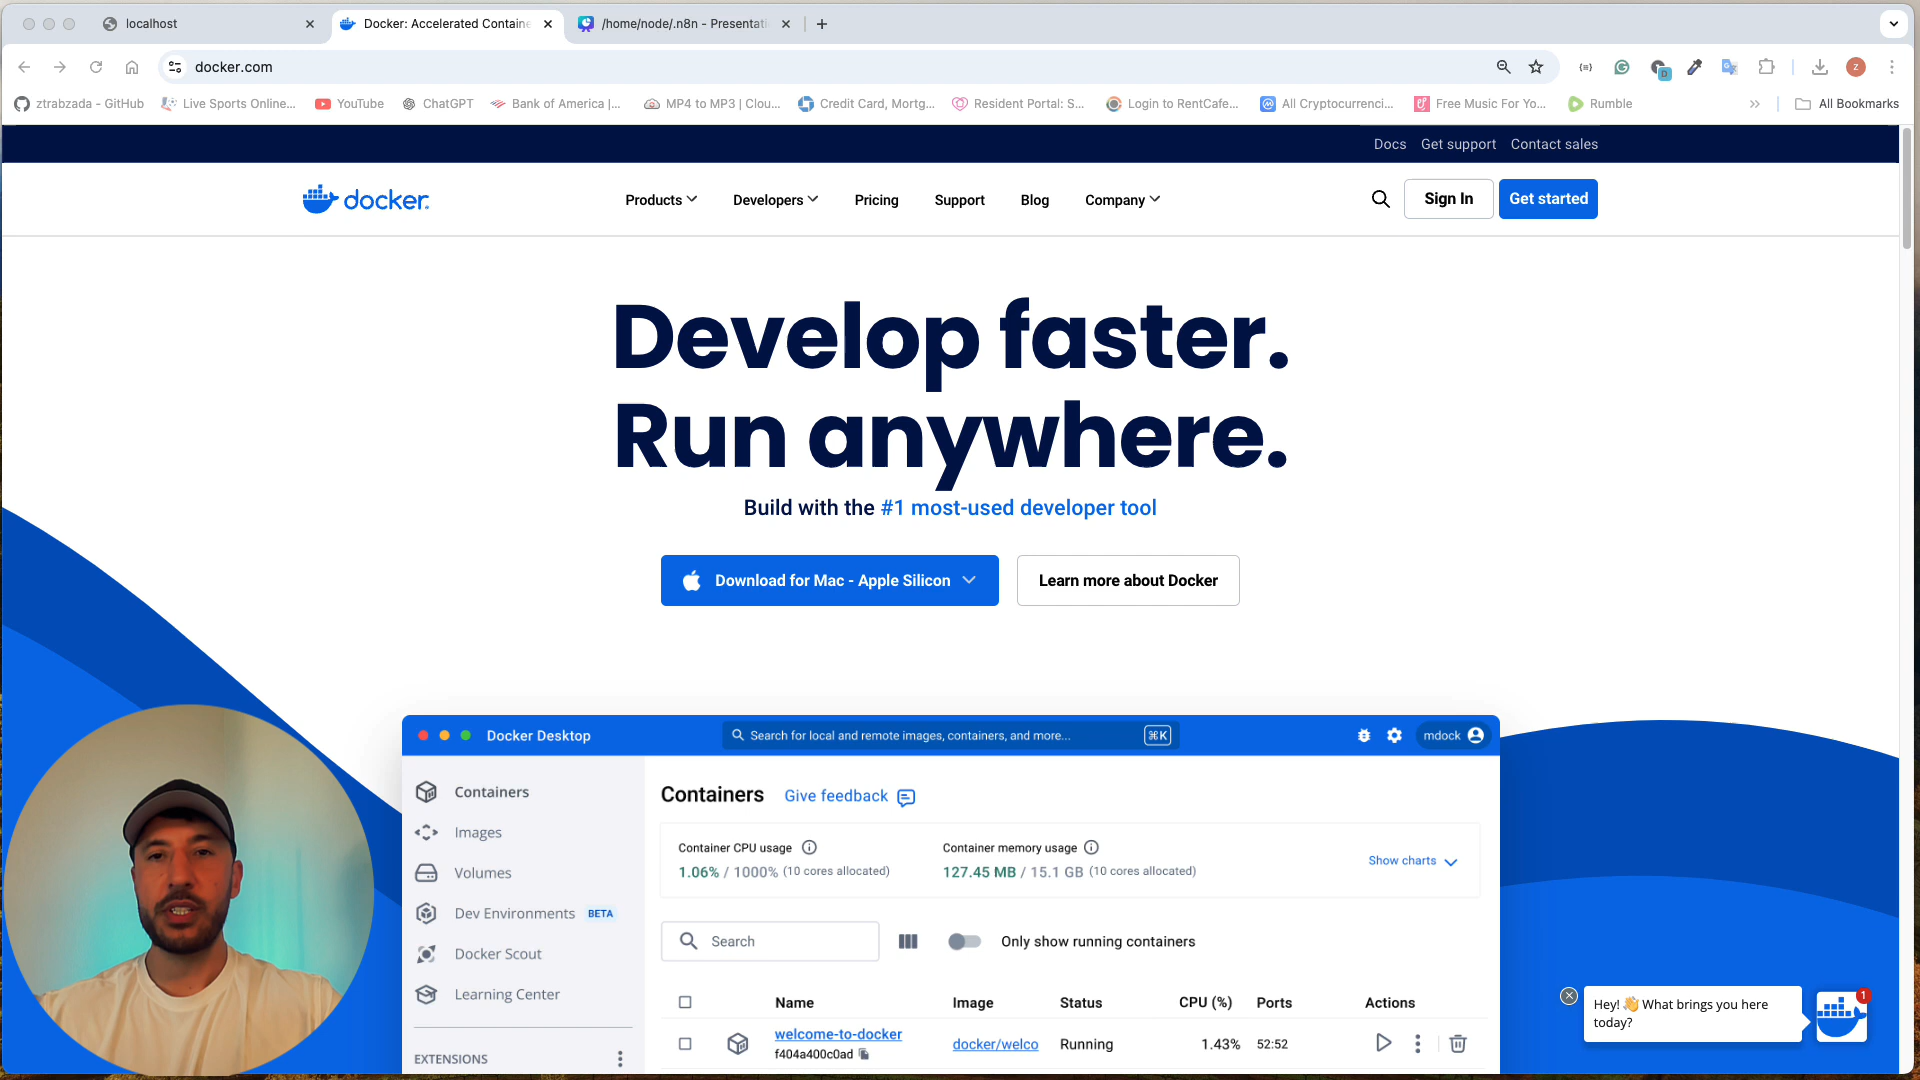 localhost
Docker: Accelerated Containe
/home/node/.n8n - Presentati
docker.com
ztrabzada - GitHub
Live Sports Online...
YouTube
ChatGPT
Bank of America |...
MP4 to MP3 | Clou...
Credit Card, Mortg...
Resident Portal: S...
Login to RentCafe...
All Cryptocurrenci...
Free Music For Yo...
Rumble
All Bookmarks
Docs
Get support
Contact sales
docker
Products
Developers
Pricing
Support
Blog
Company
Sign In
Get started
Develop faster.
Run anywhere.
Build with the #1 most-used developer tool
Download for Mac - Apple Silicon
Learn more about Docker
Docker Desktop
Search for local and remote images, containers, and more...
⌘K
mdock
Containers
Images
Volumes
Dev Environments BETA
Docker Scout
Learning Center
EXTENSIONS
Containers
Give feedback
Container CPU usage
1.06% / 1000% (10 cores allocated)
Container memory usage
127.45 MB / 15.1 GB (10 cores allocated)
Show charts
Search
Only show running containers
Name
Image
Status
CPU (%)
Ports
Actions
welcome-to-docker
f404a400c0ad
docker/welco
Running
1.43%
52:52
Hey! 👋 What brings you here
today?
1